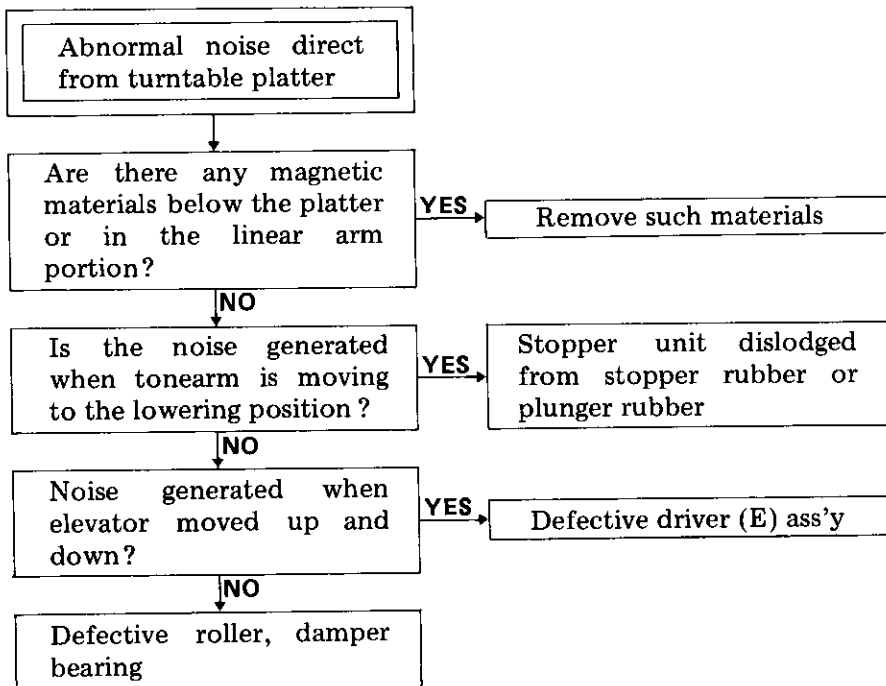 Abnormal noise direct
from turntable platter
Are there any magnetic
materials below the platter
or in the linear arm
portion?
YES
Remove such materials
NO
Is the noise generated
when tonearm is moving
to the lowering position?
YES
Stopper unit dislodged
from stopper rubber or
plunger rubber
NO
Noise generated when
elevator moved up and
down?
YES
Defective driver (E) ass'y
NO
Defective roller, damper
bearing